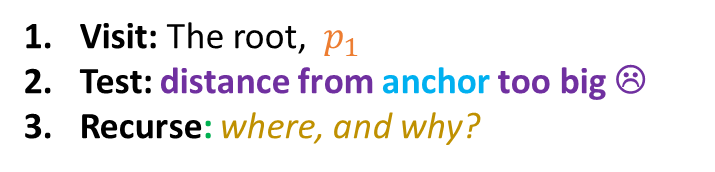 1. Visit: The root, p₁
2. Test: distance from anchor too big ☹
3. Recurse: where, and why?